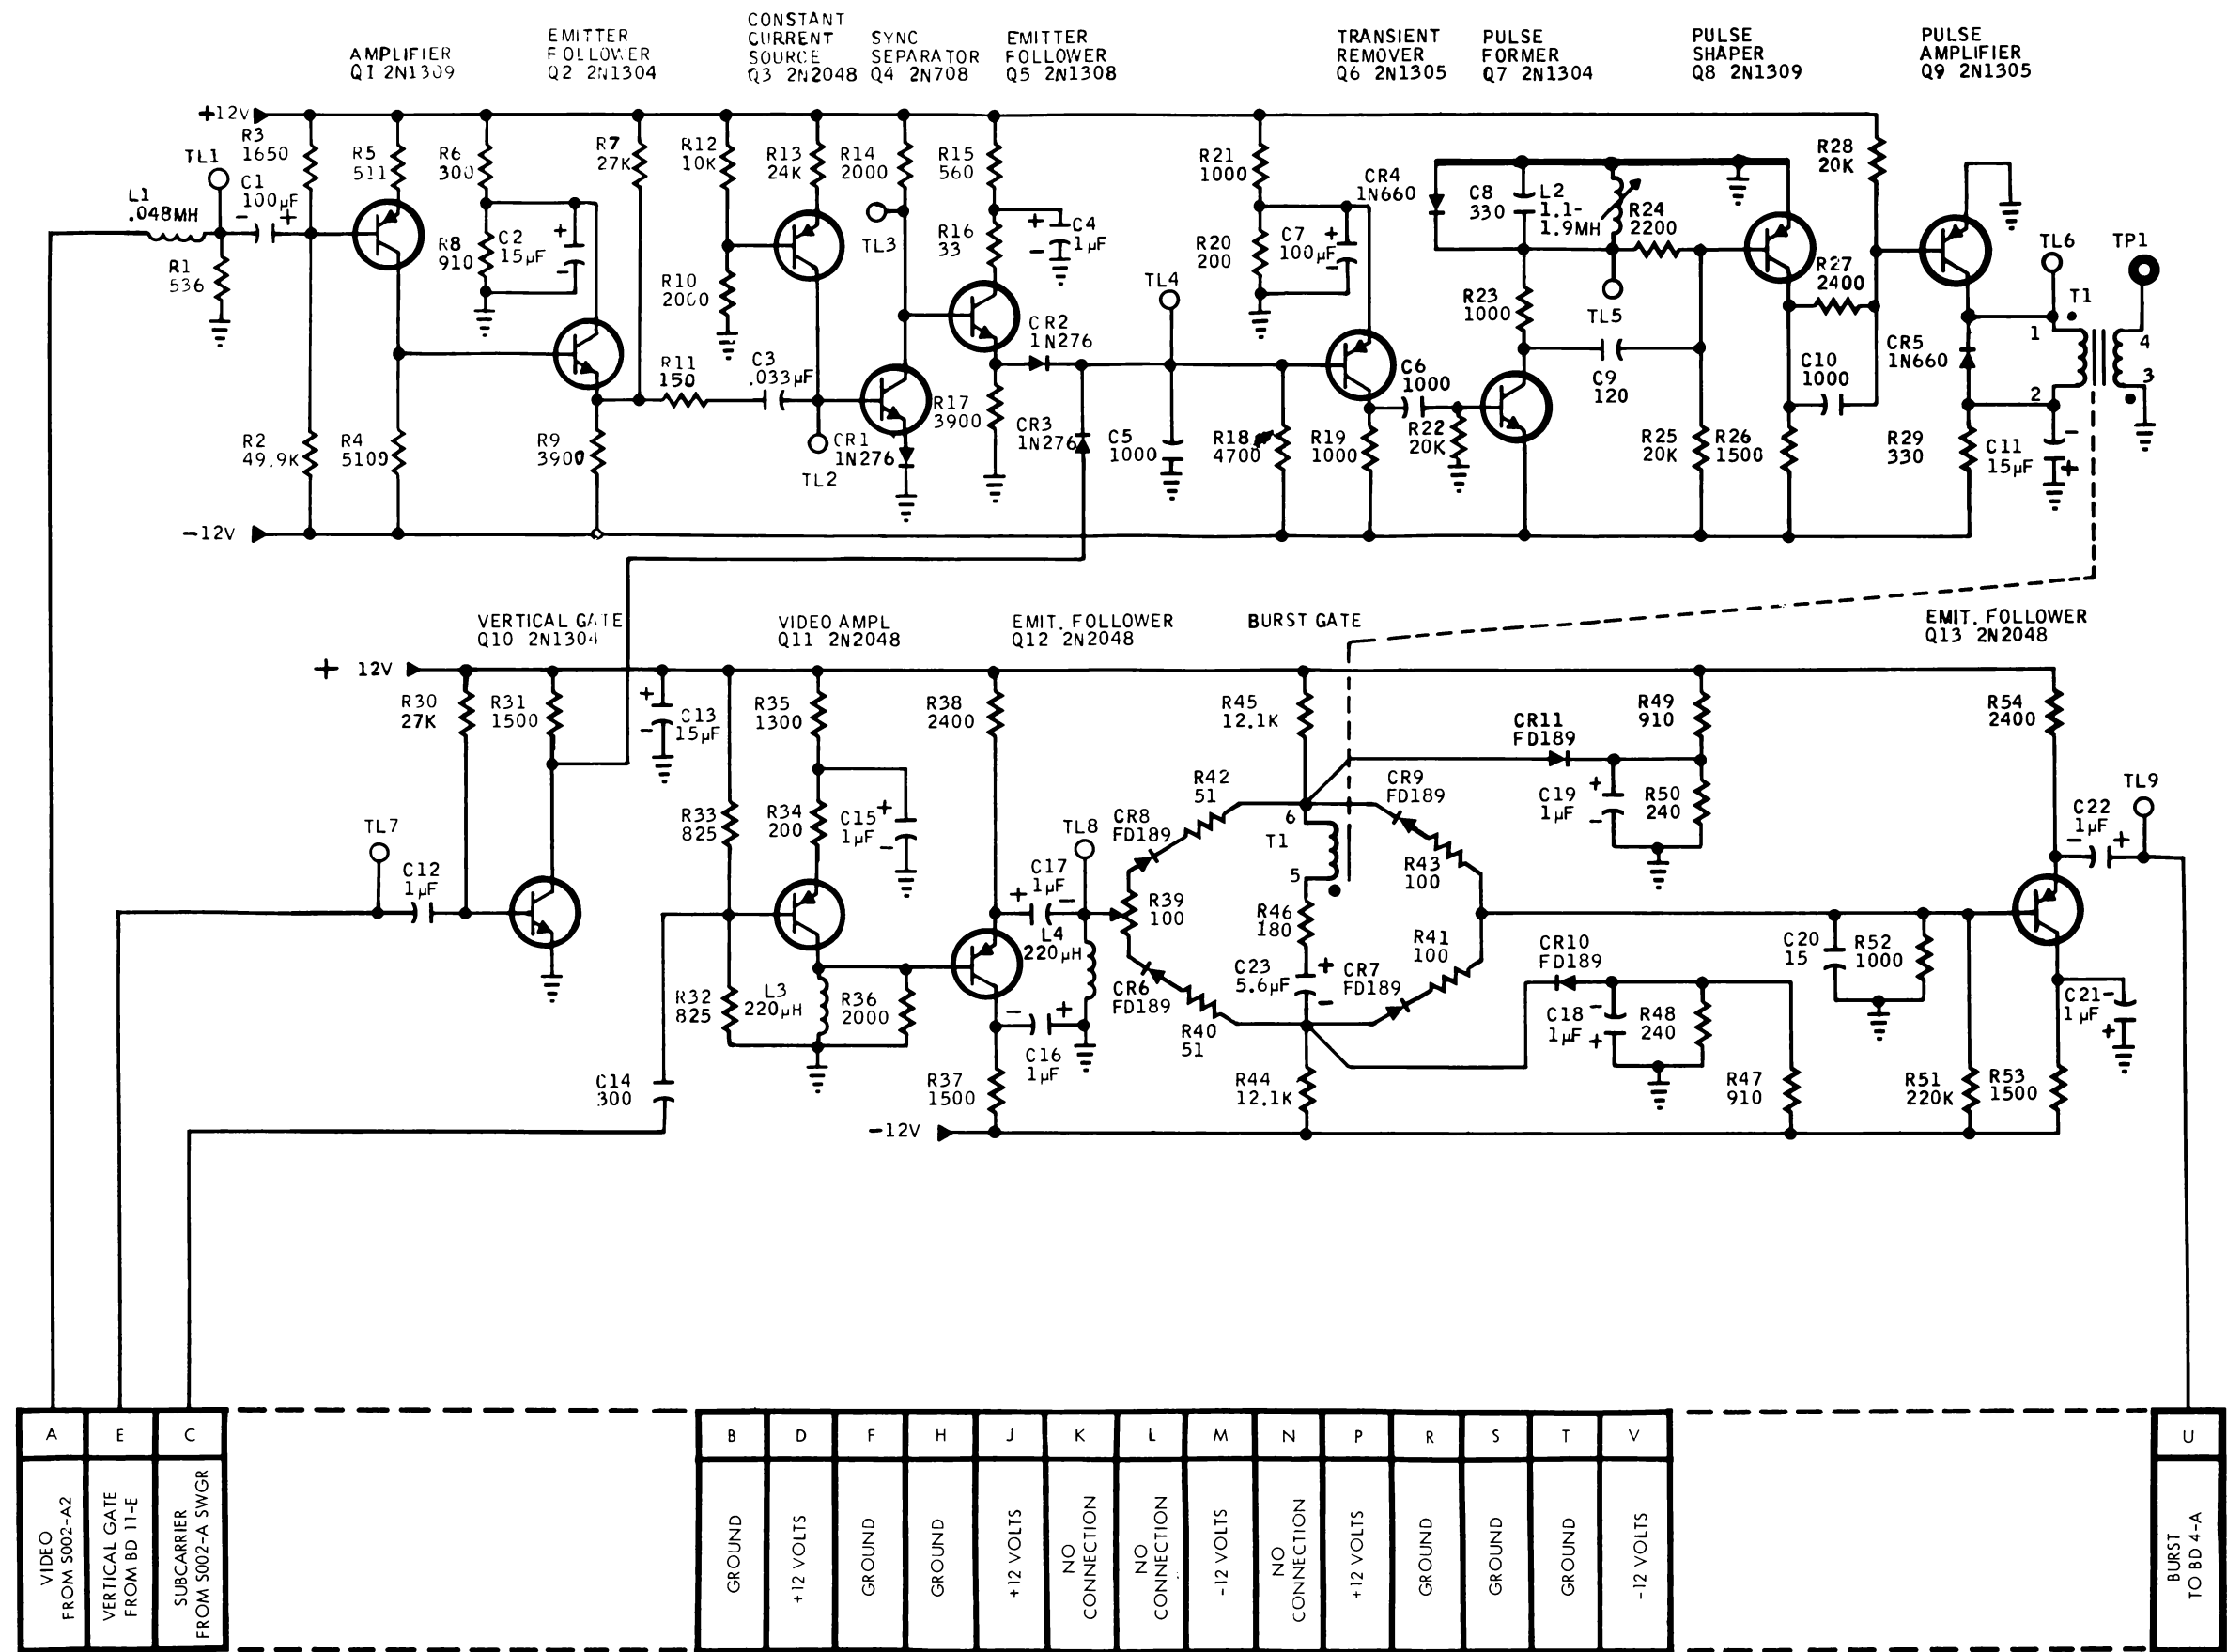 AMPLIFIER
Q1 2N1309
EMITTER
FOLLOWER
Q2 2N1304
CONSTANT
CURRENT
SOURCE
Q3 2N2048
SYNC
SEPARATOR
Q4 2N708
EMITTER
FOLLOWER
Q5 2N1308
TRANSIENT
REMOVER
Q6 2N1305
PULSE
FORMER
Q7 2N1304
PULSE
SHAPER
Q8 2N1309
PULSE
AMPLIFIER
Q9 2N1305
+12V
R3
1650
TL1
C1
100µF
- +
L1
.048MH
R1
536
R5
511
R6
300
R8
910
C2
15µF
+
-
R7
27K
R12
10K
R10
2000
R13
24K
R14
2000
TL3
R15
560
R16
33
+
-
C4
1µF
R21
1000
R20
200
C7
100µF
+
-
CR4
1N660
C8
330
L2
1.1-
1.9MH
R24
2200
TL5
R23
1000
R28
20K
R27
2400
TL6
TP1
T1
1
2
4
3
R11
150
C3
.033µF
CR2
1N276
TL4
C6
1000
C9
120
C10
1000
CR5
1N660
R2
49.9K
R4
5100
R9
3900
TL2
CR1
1N276
R17
3900
CR3
1N276
C5
1000
R18
4700
R19
1000
R22
20K
R25
20K
R26
1500
R29
330
C11
15µF
-
+
-12V
VERTICAL GATE
Q10 2N1304
VIDEO AMPL
Q11 2N2048
EMIT. FOLLOWER
Q12 2N2048
BURST GATE
EMIT. FOLLOWER
Q13 2N2048
+ 12V
R30
27K
R31
1500
+
-
C13
15µF
R35
1300
R38
2400
R45
12.1K
CR11
FD189
R49
910
R54
2400
TL7
C12
1µF
R33
825
R34
200
C15
1µF
+
-
TL8
C17
1µF
+ -
L4
220µH
CR8
FD189
R42
51
CR9
FD189
6
T1
5
R43
100
C19
1µF
+
-
R50
240
C22
1µF
- +
TL9
R39
100
R46
180
R41
100
C23
5.6µF
+
-
CR7
FD189
CR10
FD189
C20
15
R52
1000
R32
825
L3
220µH
R36
2000
- +
C16
1µF
CR6
FD189
R40
51
C18
1µF
-
+
R48
240
C21
1µF
-
+
C14
300
R37
1500
R44
12.1K
R47
910
R51
220K
R53
1500
-12V
A
E
C
B
D
F
H
J
K
L
M
N
P
R
S
T
V
U
VIDEO
FROM S002-A2
VERTICAL GATE
FROM BD 11-E
SUBCARRIER
FROM S002-A SWGR
GROUND
+12 VOLTS
GROUND
GROUND
+12 VOLTS
NO
CONNECTION
NO
CONNECTION
-12 VOLTS
NO
CONNECTION
+12 VOLTS
GROUND
GROUND
GROUND
-12 VOLTS
BURST
TO BD 4-A